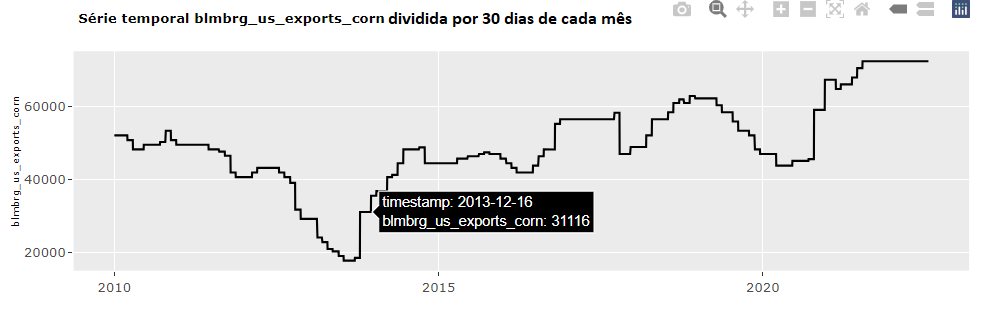 Série temporal blmbrg_us_exports_corn dividida por 30 dias de cada mês
blmbrg_us_exports_corn
60000
40000
20000
timestamp: 2013-12-16
blmbrg_us_exports_corn: 31116
2010
2015
2020